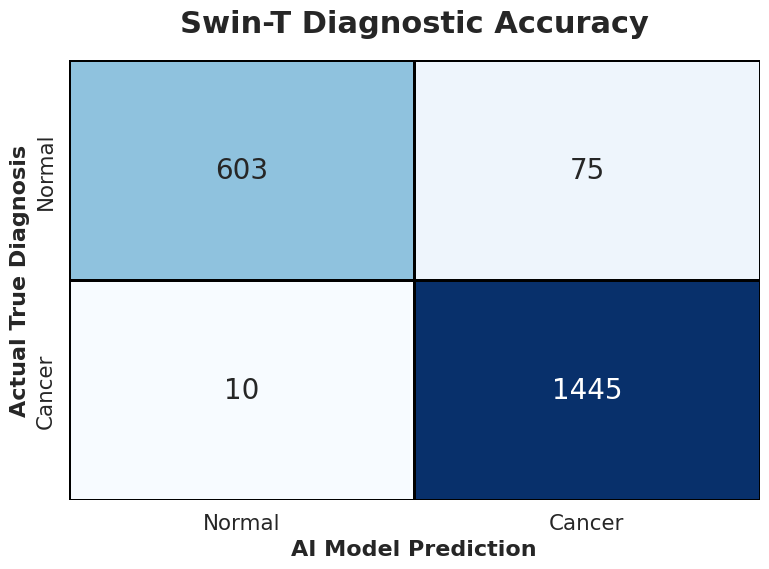 Swin-T Diagnostic Accuracy
Actual True Diagnosis
Normal
603
75
Cancer
10
1445
Normal
Cancer
AI Model Prediction